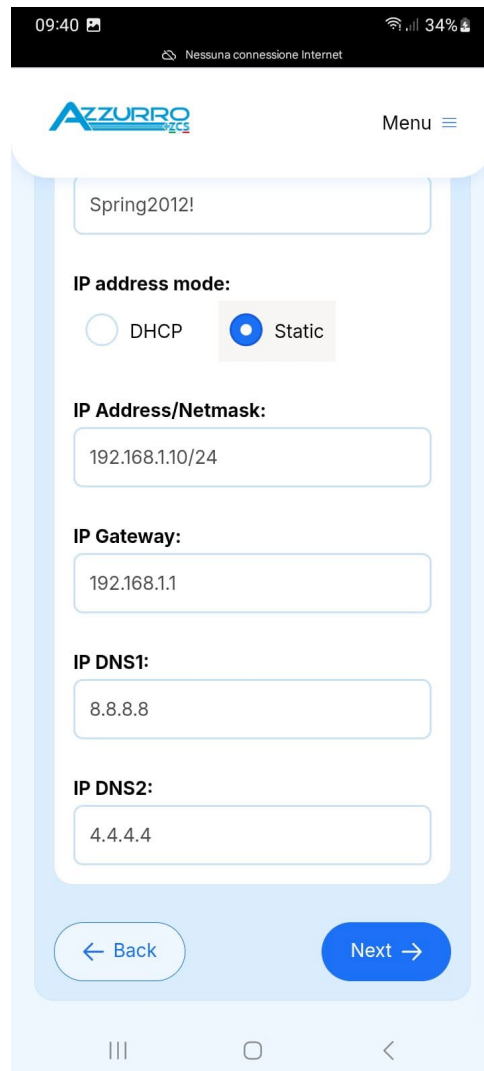 09:40 34%
Nessuna connessione Internet
AZZURRO
ZCS
Menu
Spring2012!
IP address mode:
DHCP Static
IP Address/Netmask:
192.168.1.10/24
IP Gateway:
192.168.1.1
IP DNS1:
8.8.8.8
IP DNS2:
4.4.4.4
← Back Next →